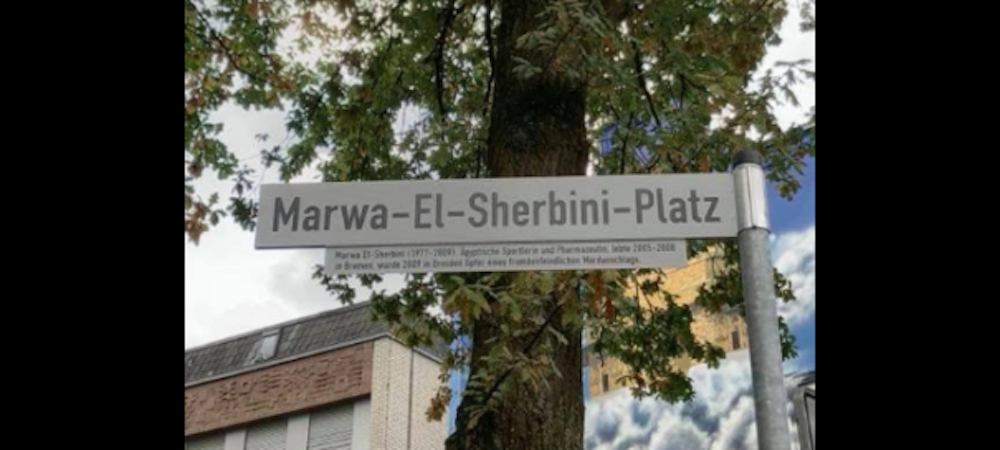 Marwa-El-Sherbini-Platz
Marwa El-Sherbini (1977-2009), Ägyptische Sportlerin und Pharmazeutin, lebte 2005-2008
in Bremen, wurde 2009 in Dresden Opfer eines fremdenfeindlichen Mordanschlags.